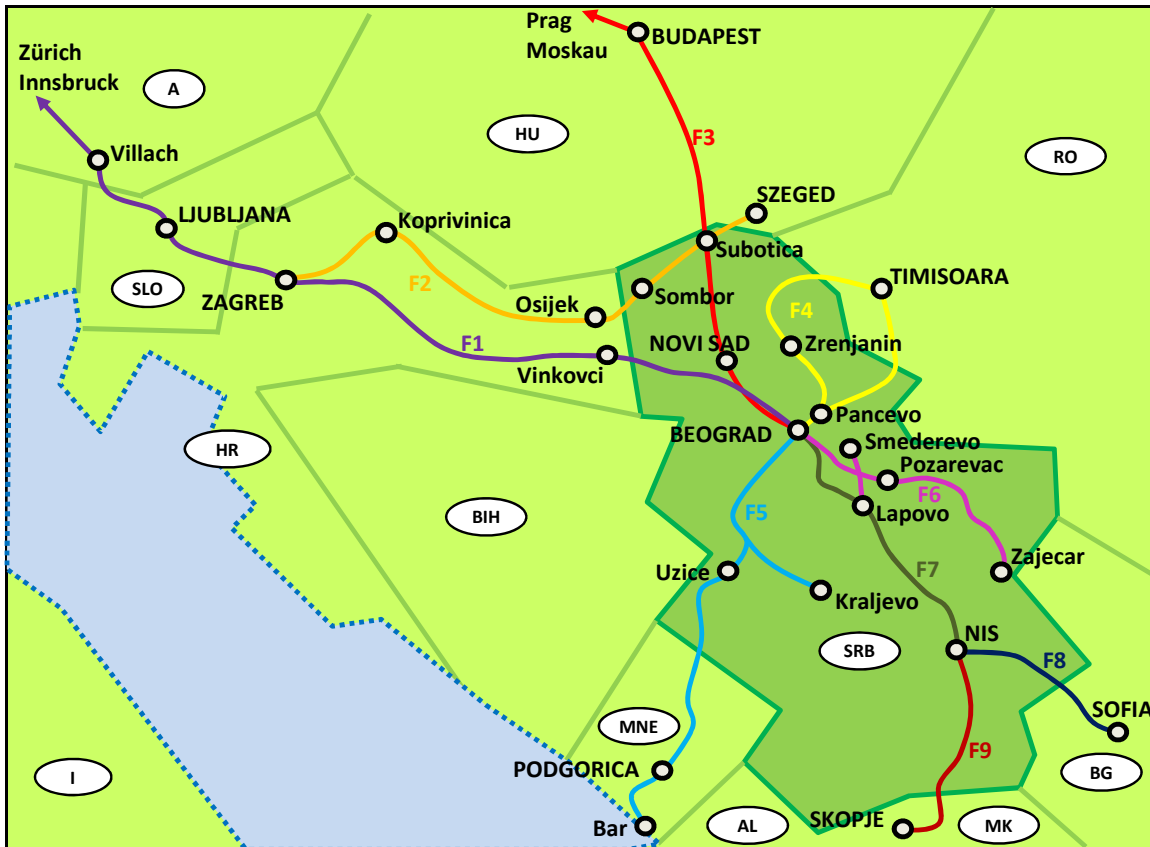 Prag
Moskau
BUDAPEST
Zürich
Innsbruck
A
HU
F3
RO
Villach
SZEGED
LJUBLJANA
Koprivinica
Subotica
SLO
ZAGREB
F2
Osijek
Sombor
TIMISOARA
F4
F1
NOVI SAD
Zrenjanin
Vinkovci
Pancevo
BEOGRAD
Smederevo
HR
Pozarevac
F6
BIH
F5
Lapovo
Uzice
F7
Zajecar
Kraljevo
NIS
SRB
F8
SOFIA
MNE
F9
PODGORICA
I
BG
Bar
AL
SKOPJE
MK